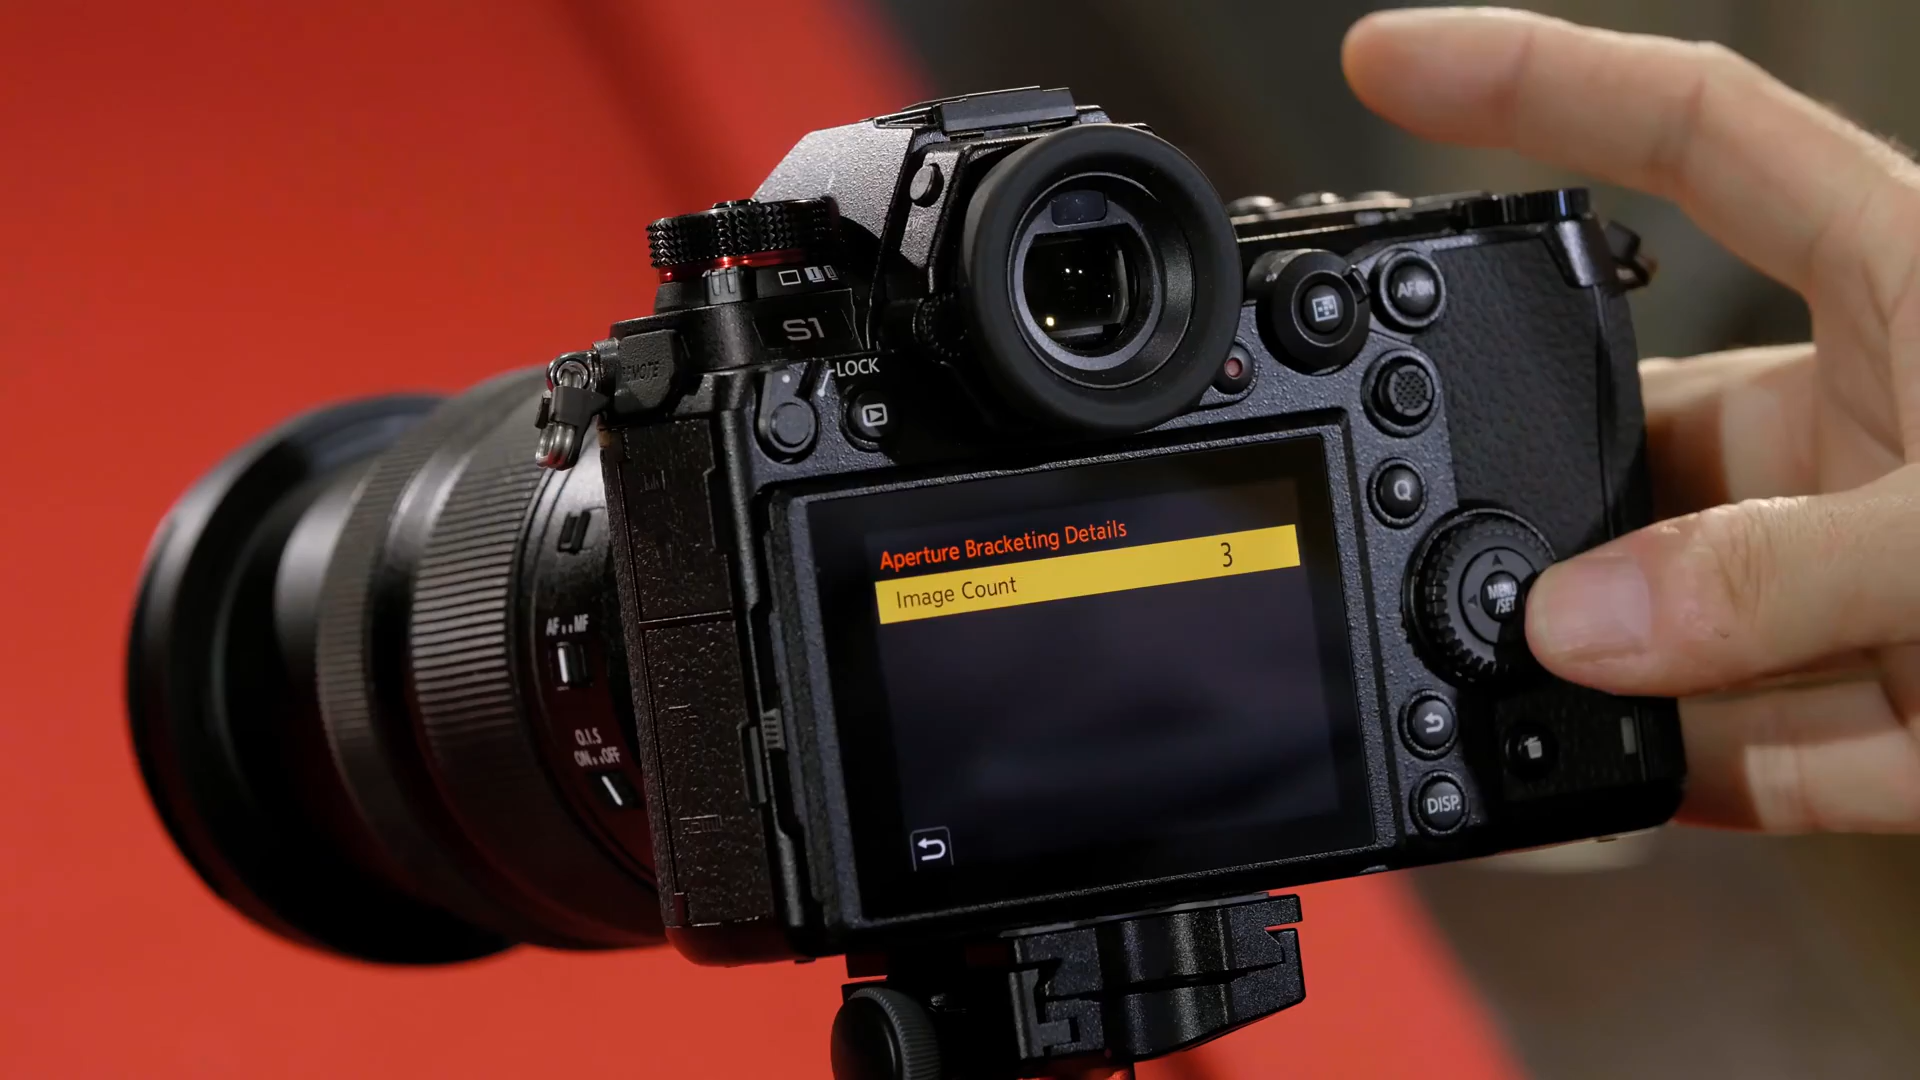 S1
LOCK
AF ON
Q
Aperture Bracketing Details
Image Count 3
MENU
/SET
AF MF
O.I.S
ON OFF
DISP.